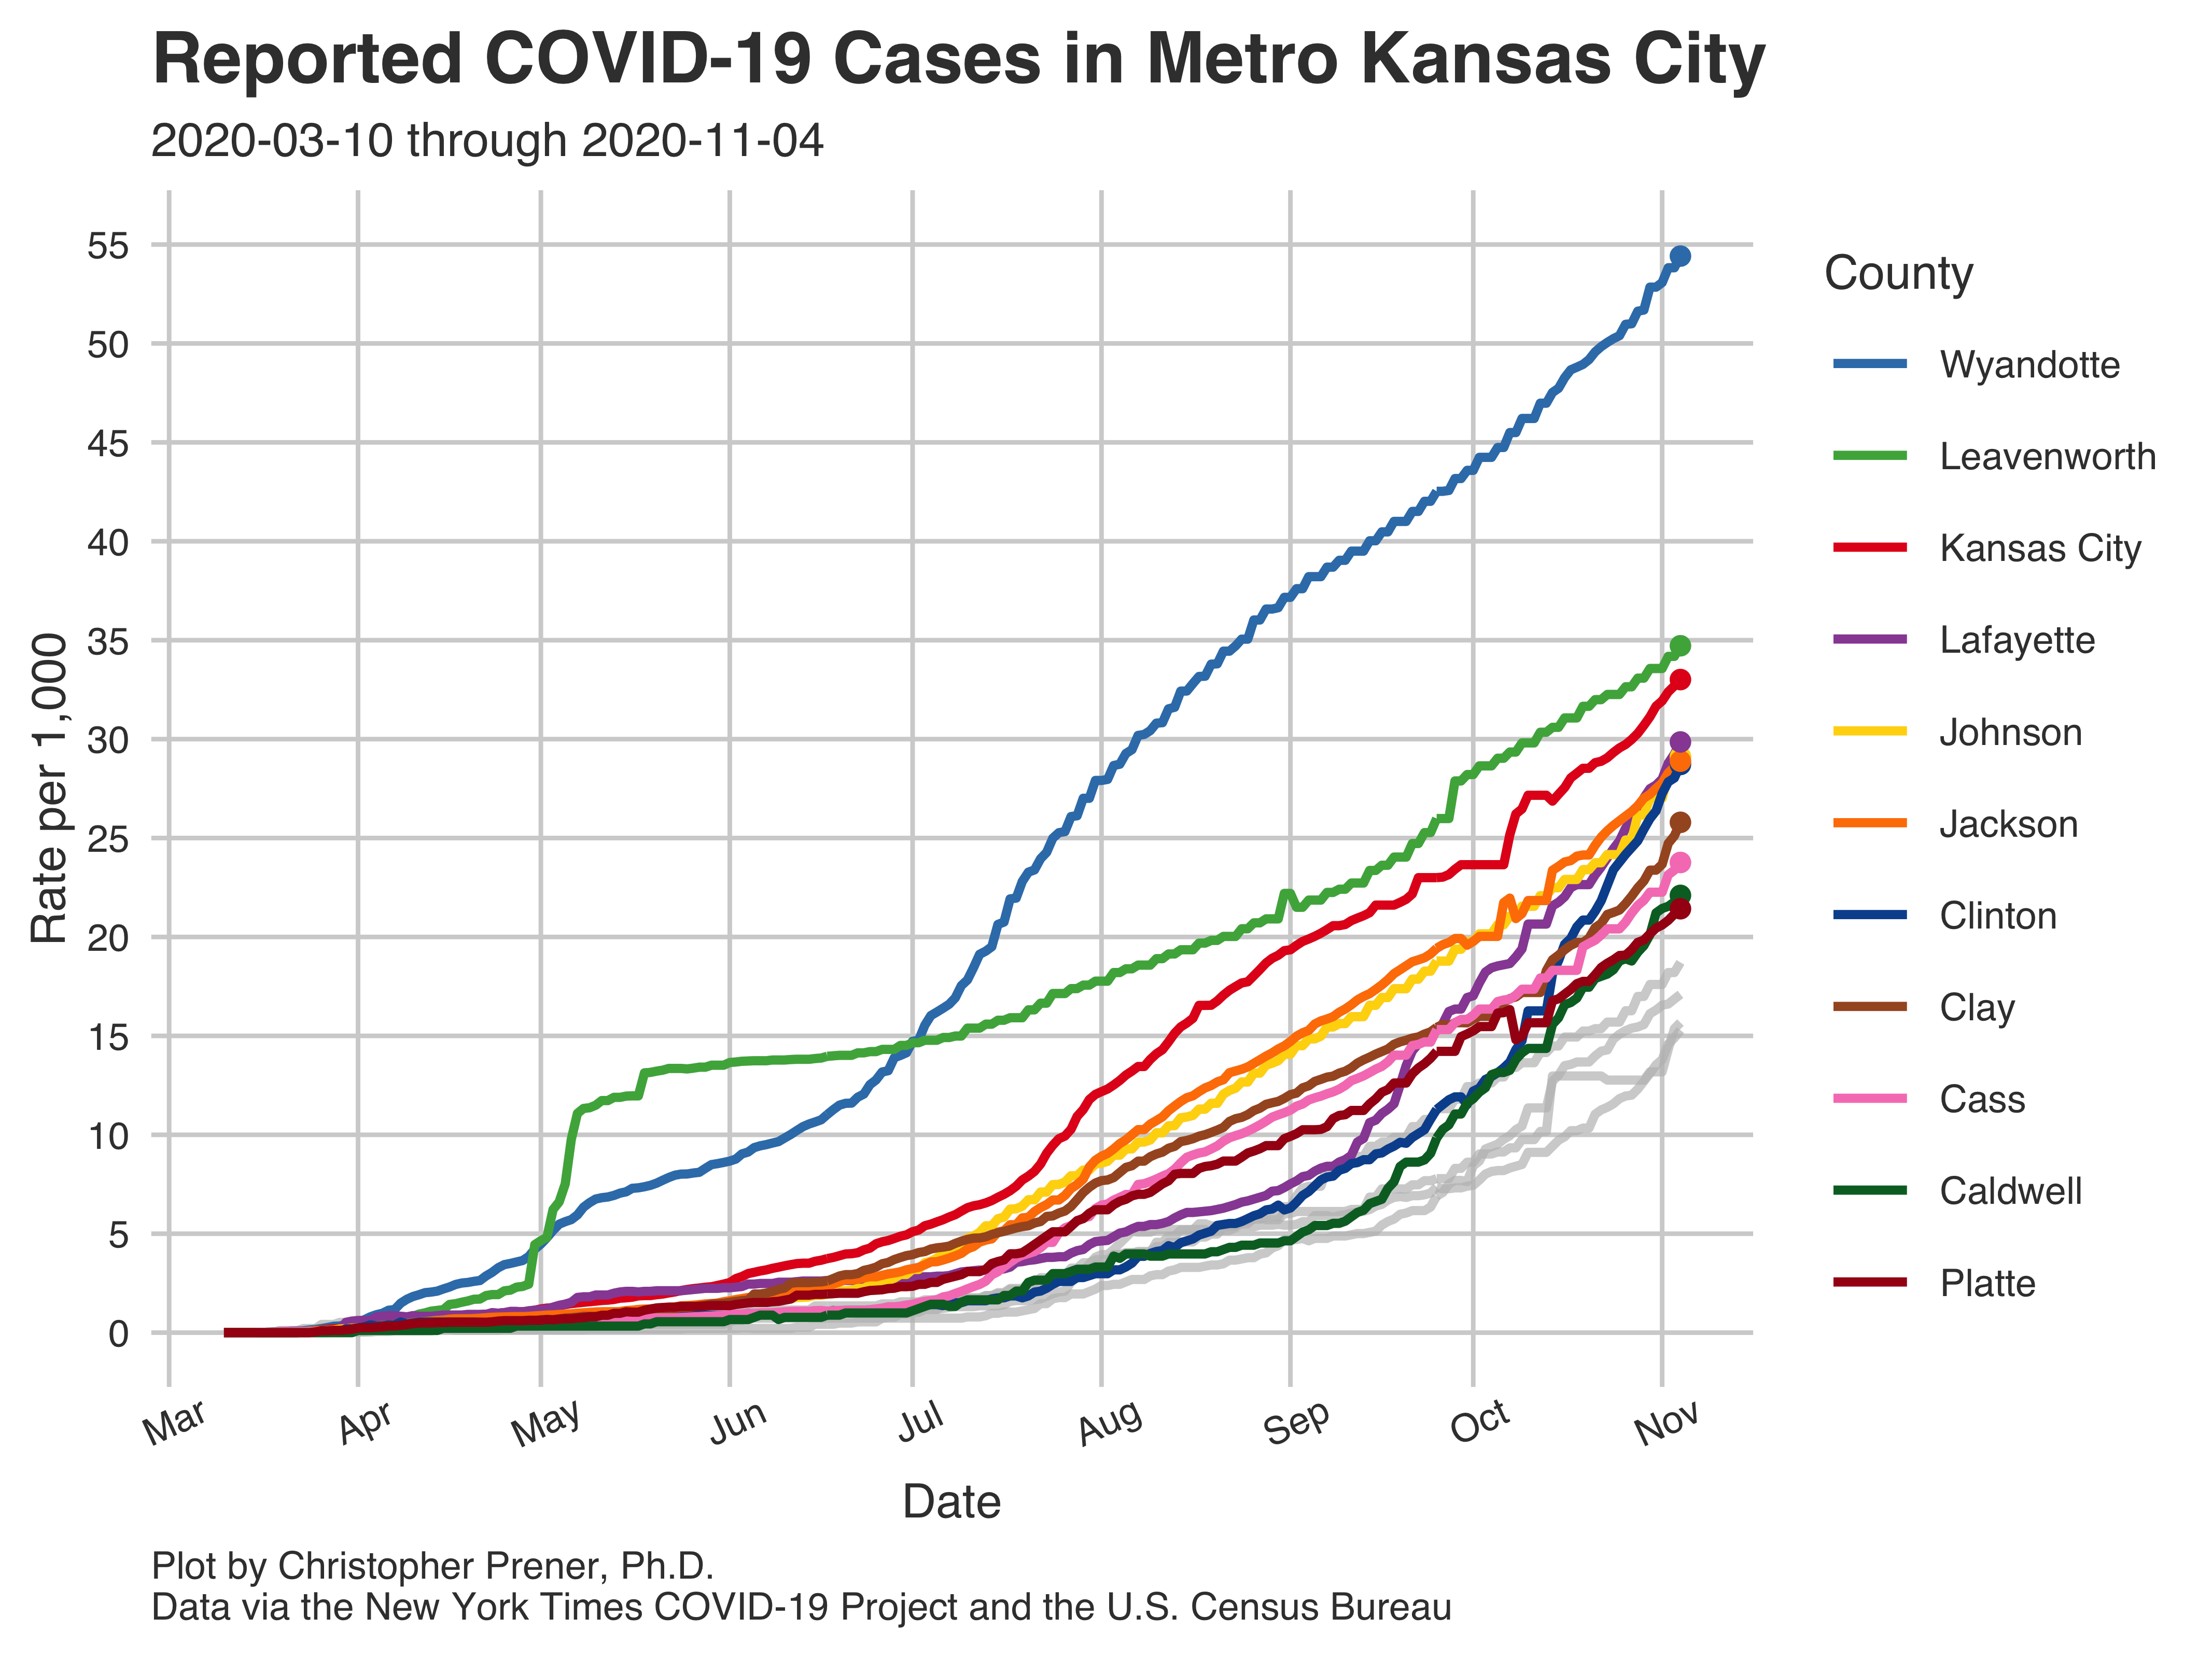 Reported COVID-19 Cases in Metro Kansas City
2020-03-10 through 2020-11-04
55
50
45
40
35
30
25
20
15
10
5
0
Rate per 1,000
Mar
Apr
May
Jun
Jul
Aug
Sep
Oct
Nov
Date
County
Wyandotte
Leavenworth
Kansas City
Lafayette
Johnson
Jackson
Clinton
Clay
Cass
Caldwell
Platte
Plot by Christopher Prener, Ph.D.
Data via the New York Times COVID-19 Project and the U.S. Census Bureau